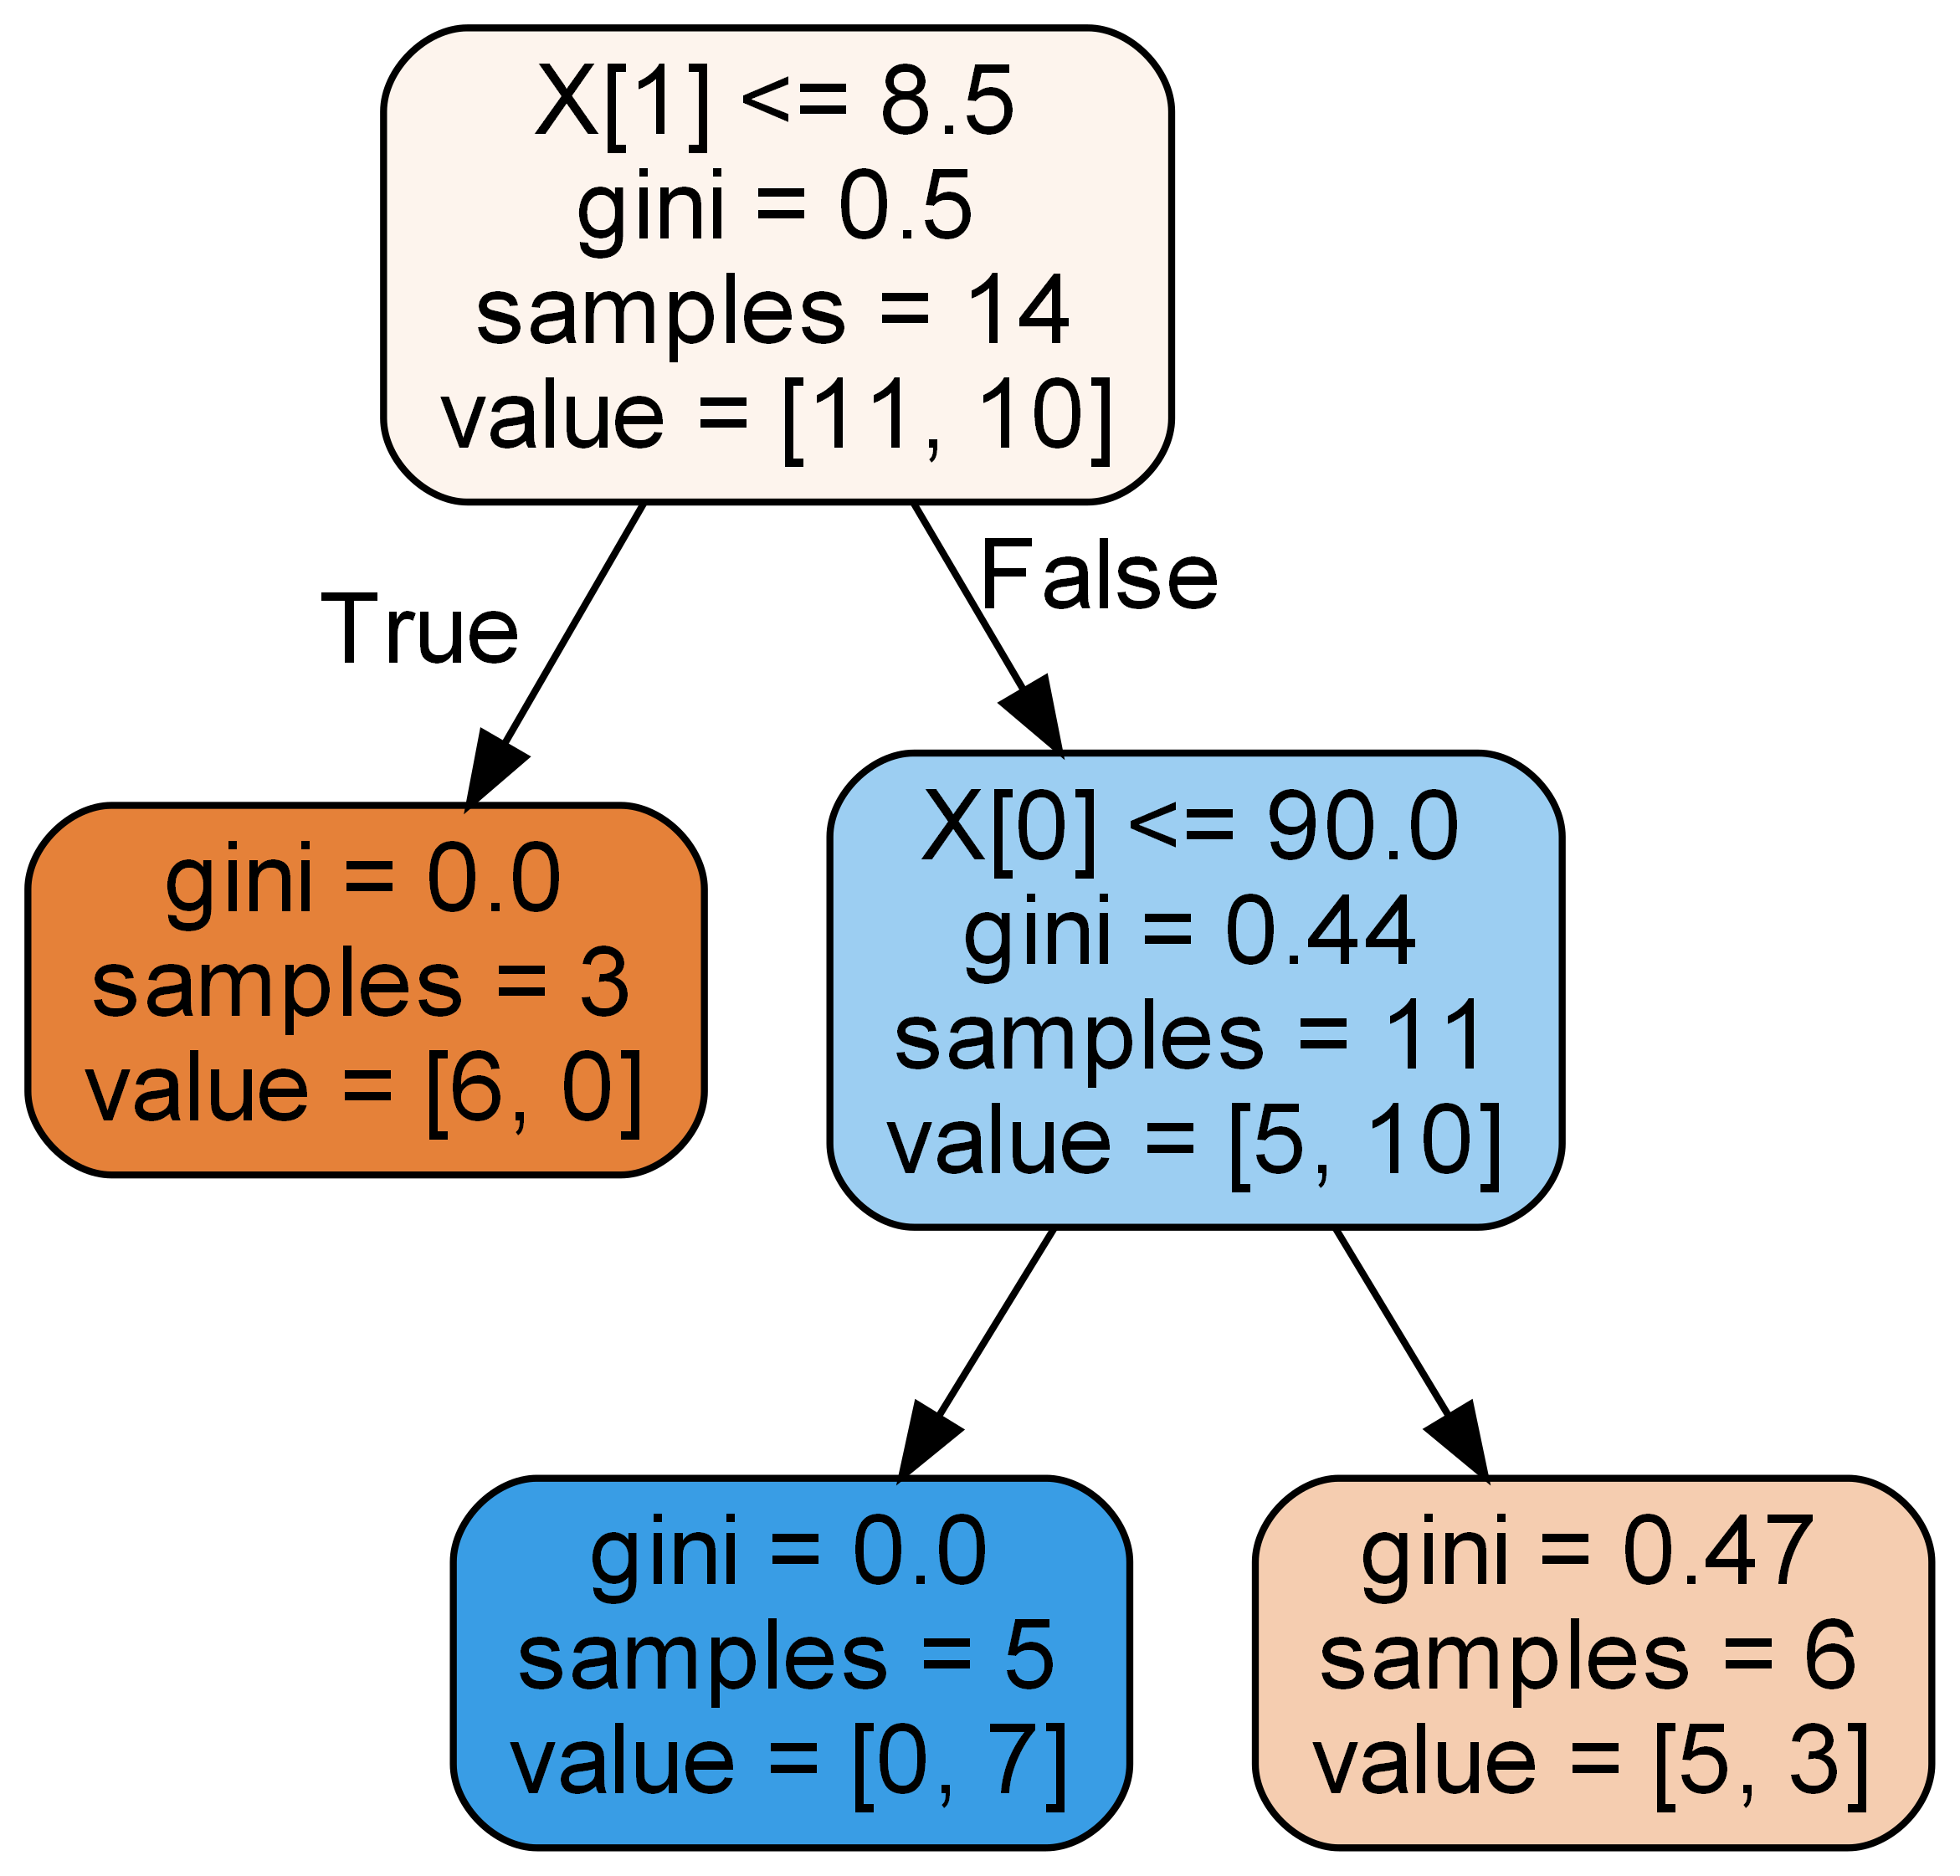 X[1] <= 8.5
gini = 0.5
samples = 14
value = [11, 10]
True
False
gini = 0.0
samples = 3
value = [6, 0]
X[0] <= 90.0
gini = 0.44
samples = 11
value = [5, 10]
gini = 0.0
samples = 5
value = [0, 7]
gini = 0.47
samples = 6
value = [5, 3]